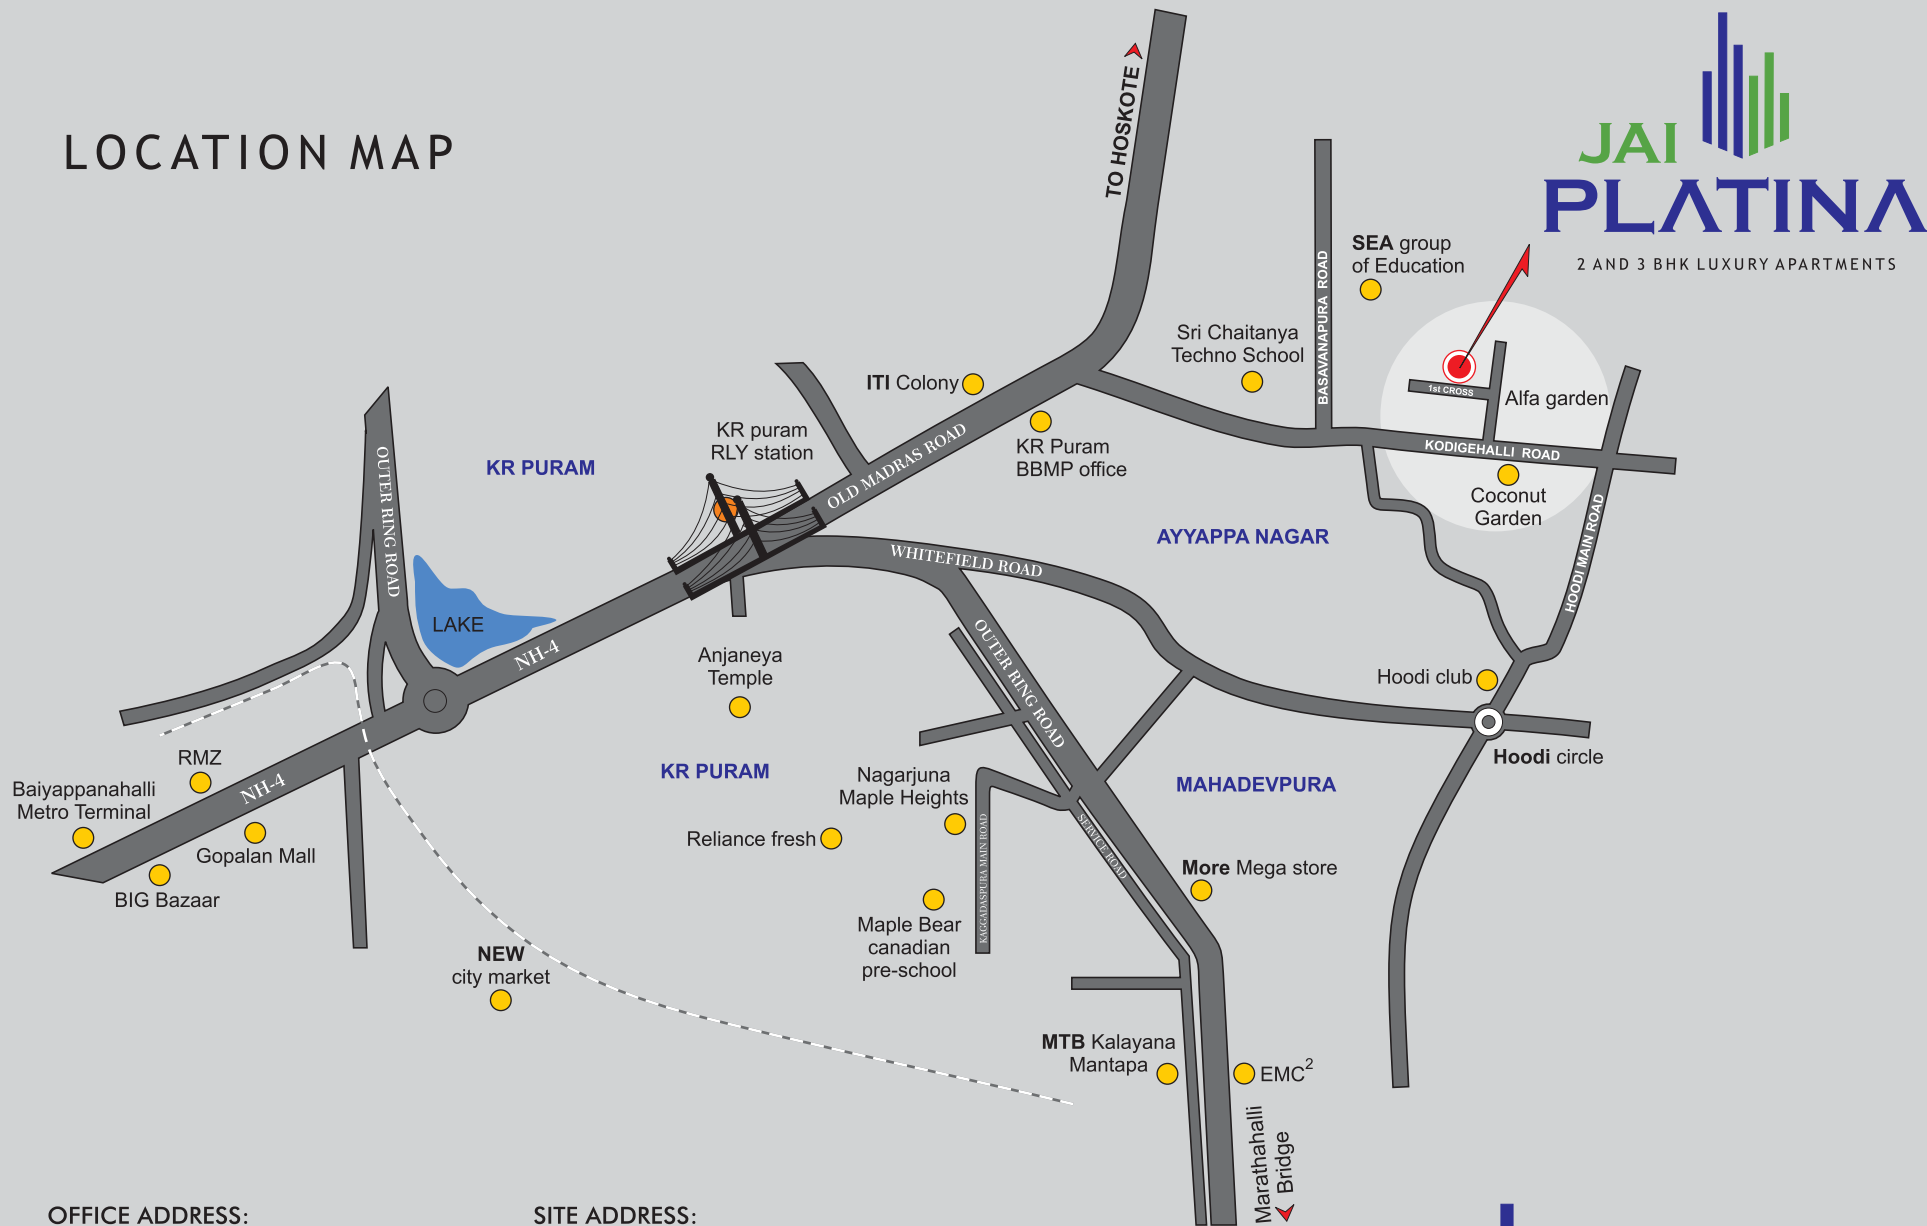 LOCATION MAP
JAI
PLATINA
2 AND 3 BHK LUXURY APARTMENTS
TO HOSKOTE
BASAVANAPURA ROAD
SEA group
of Education
Sri Chaitanya
Techno School
ITI Colony
1st CROSS
Alfa garden
KR puram
RLY station
KR PURAM
OUTER RING ROAD
OLD MADRAS ROAD
KR Puram
BBMP office
KODIGEHALLI ROAD
Coconut
Garden
HOODI MAIN ROAD
AYYAPPA NAGAR
WHITEFIELD ROAD
LAKE
NH-4
Anjaneya
Temple
OUTER RING ROAD
Hoodi club
Hoodi circle
RMZ
NH-4
Baiyappanahalli
Metro Terminal
Gopalan Mall
BIG Bazaar
KR PURAM
Nagarjuna
Maple Heights
MAHADEVPURA
Reliance fresh
KAGGADASPURA MAIN ROAD
SERVICE ROAD
More Mega store
Maple Bear
canadian
pre-school
NEW
city market
MTB Kalayana
Mantapa
EMC²
Marathahalli
Bridge
OFFICE ADDRESS:
SITE ADDRESS: